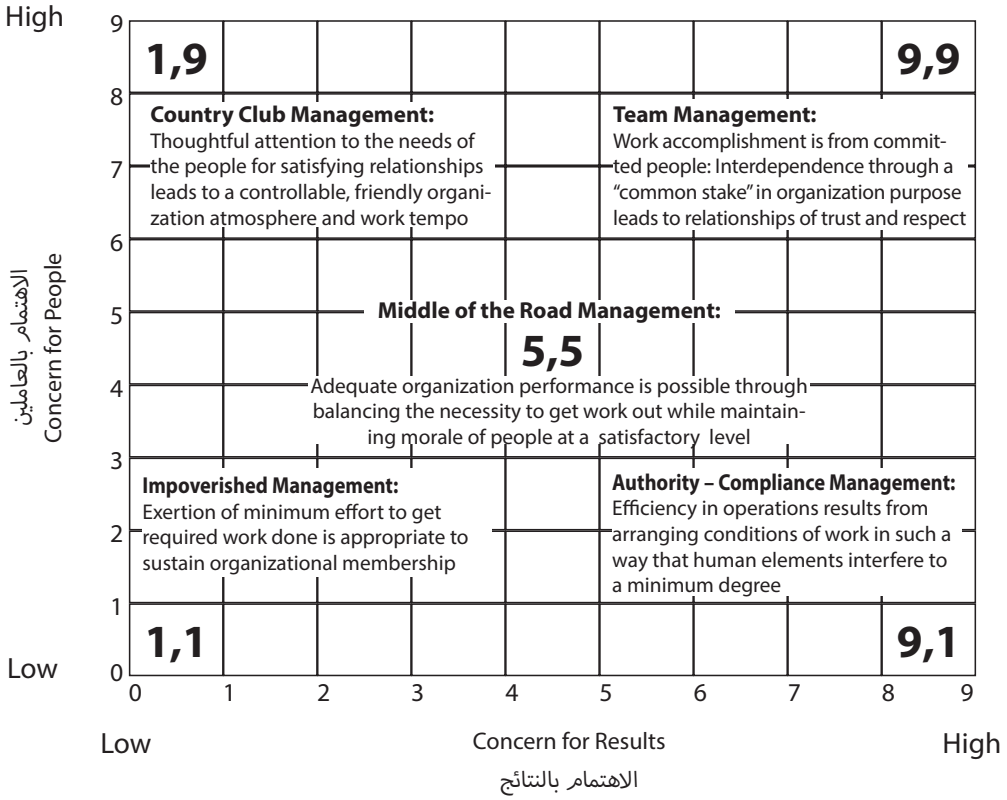 High
9
1,9
9,9
8
Country Club Management:
Thoughtful attention to the needs of
the people for satisfying relationships
leads to a controllable, friendly organi-
zation atmosphere and work tempo
Team Management:
Work accomplishment is from commit-
ted people: Interdependence through a
“common stake” in organization purpose
leads to relationships of trust and respect
7
6
الاهتمام بالعاملين
Concern for People
5
Middle of the Road Management:
5,5
4
Adequate organization performance is possible through
balancing the necessity to get work out while maintain-
ing morale of people at a satisfactory level
3
Impoverished Management:
Exertion of minimum effort to get
required work done is appropriate to
sustain organizational membership
Authority – Compliance Management:
Efficiency in operations results from
arranging conditions of work in such a
way that human elements interfere to
a minimum degree
2
1
1,1
9,1
Low
0
0 1 2 3 4 5 6 7 8 9
Low
Concern for Results
High
الاهتمام بالنتائج